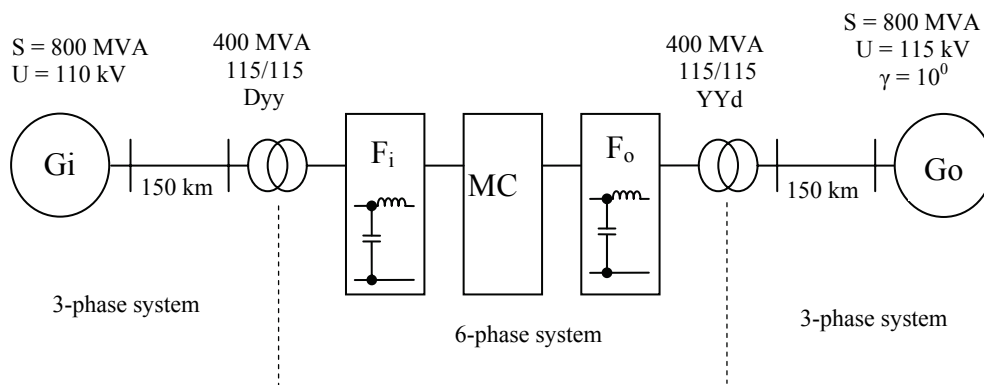 S = 800 MVA
U = 110 kV
400 MVA
115/115
Dyy
400 MVA
115/115
YYd
S = 800 MVA
U = 115 kV
γ = 10⁰
Gi
150 km
Fi
MC
Fo
150 km
Go
3-phase system
6-phase system
3-phase system